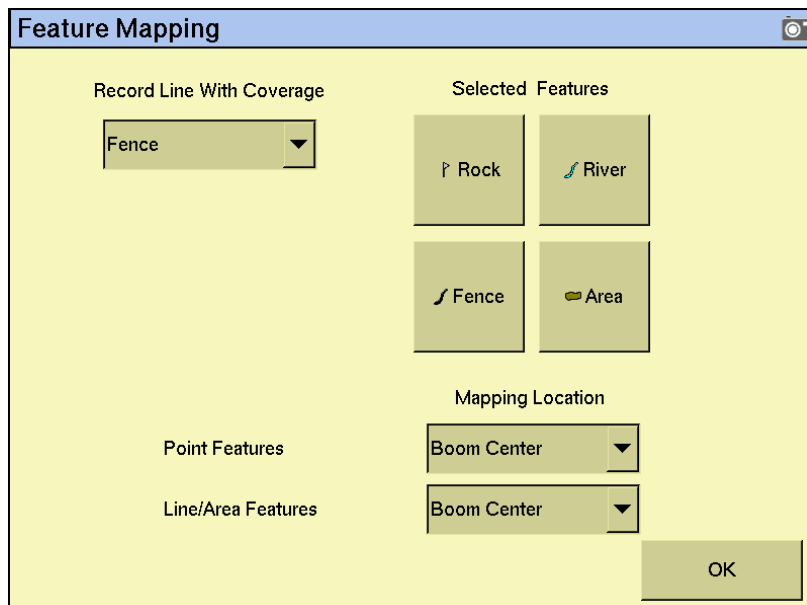 Feature Mapping
Record Line With Coverage
Selected Features
Fence
Rock
River
Fence
Area
Mapping Location
Point Features
Boom Center
Line/Area Features
Boom Center
OK